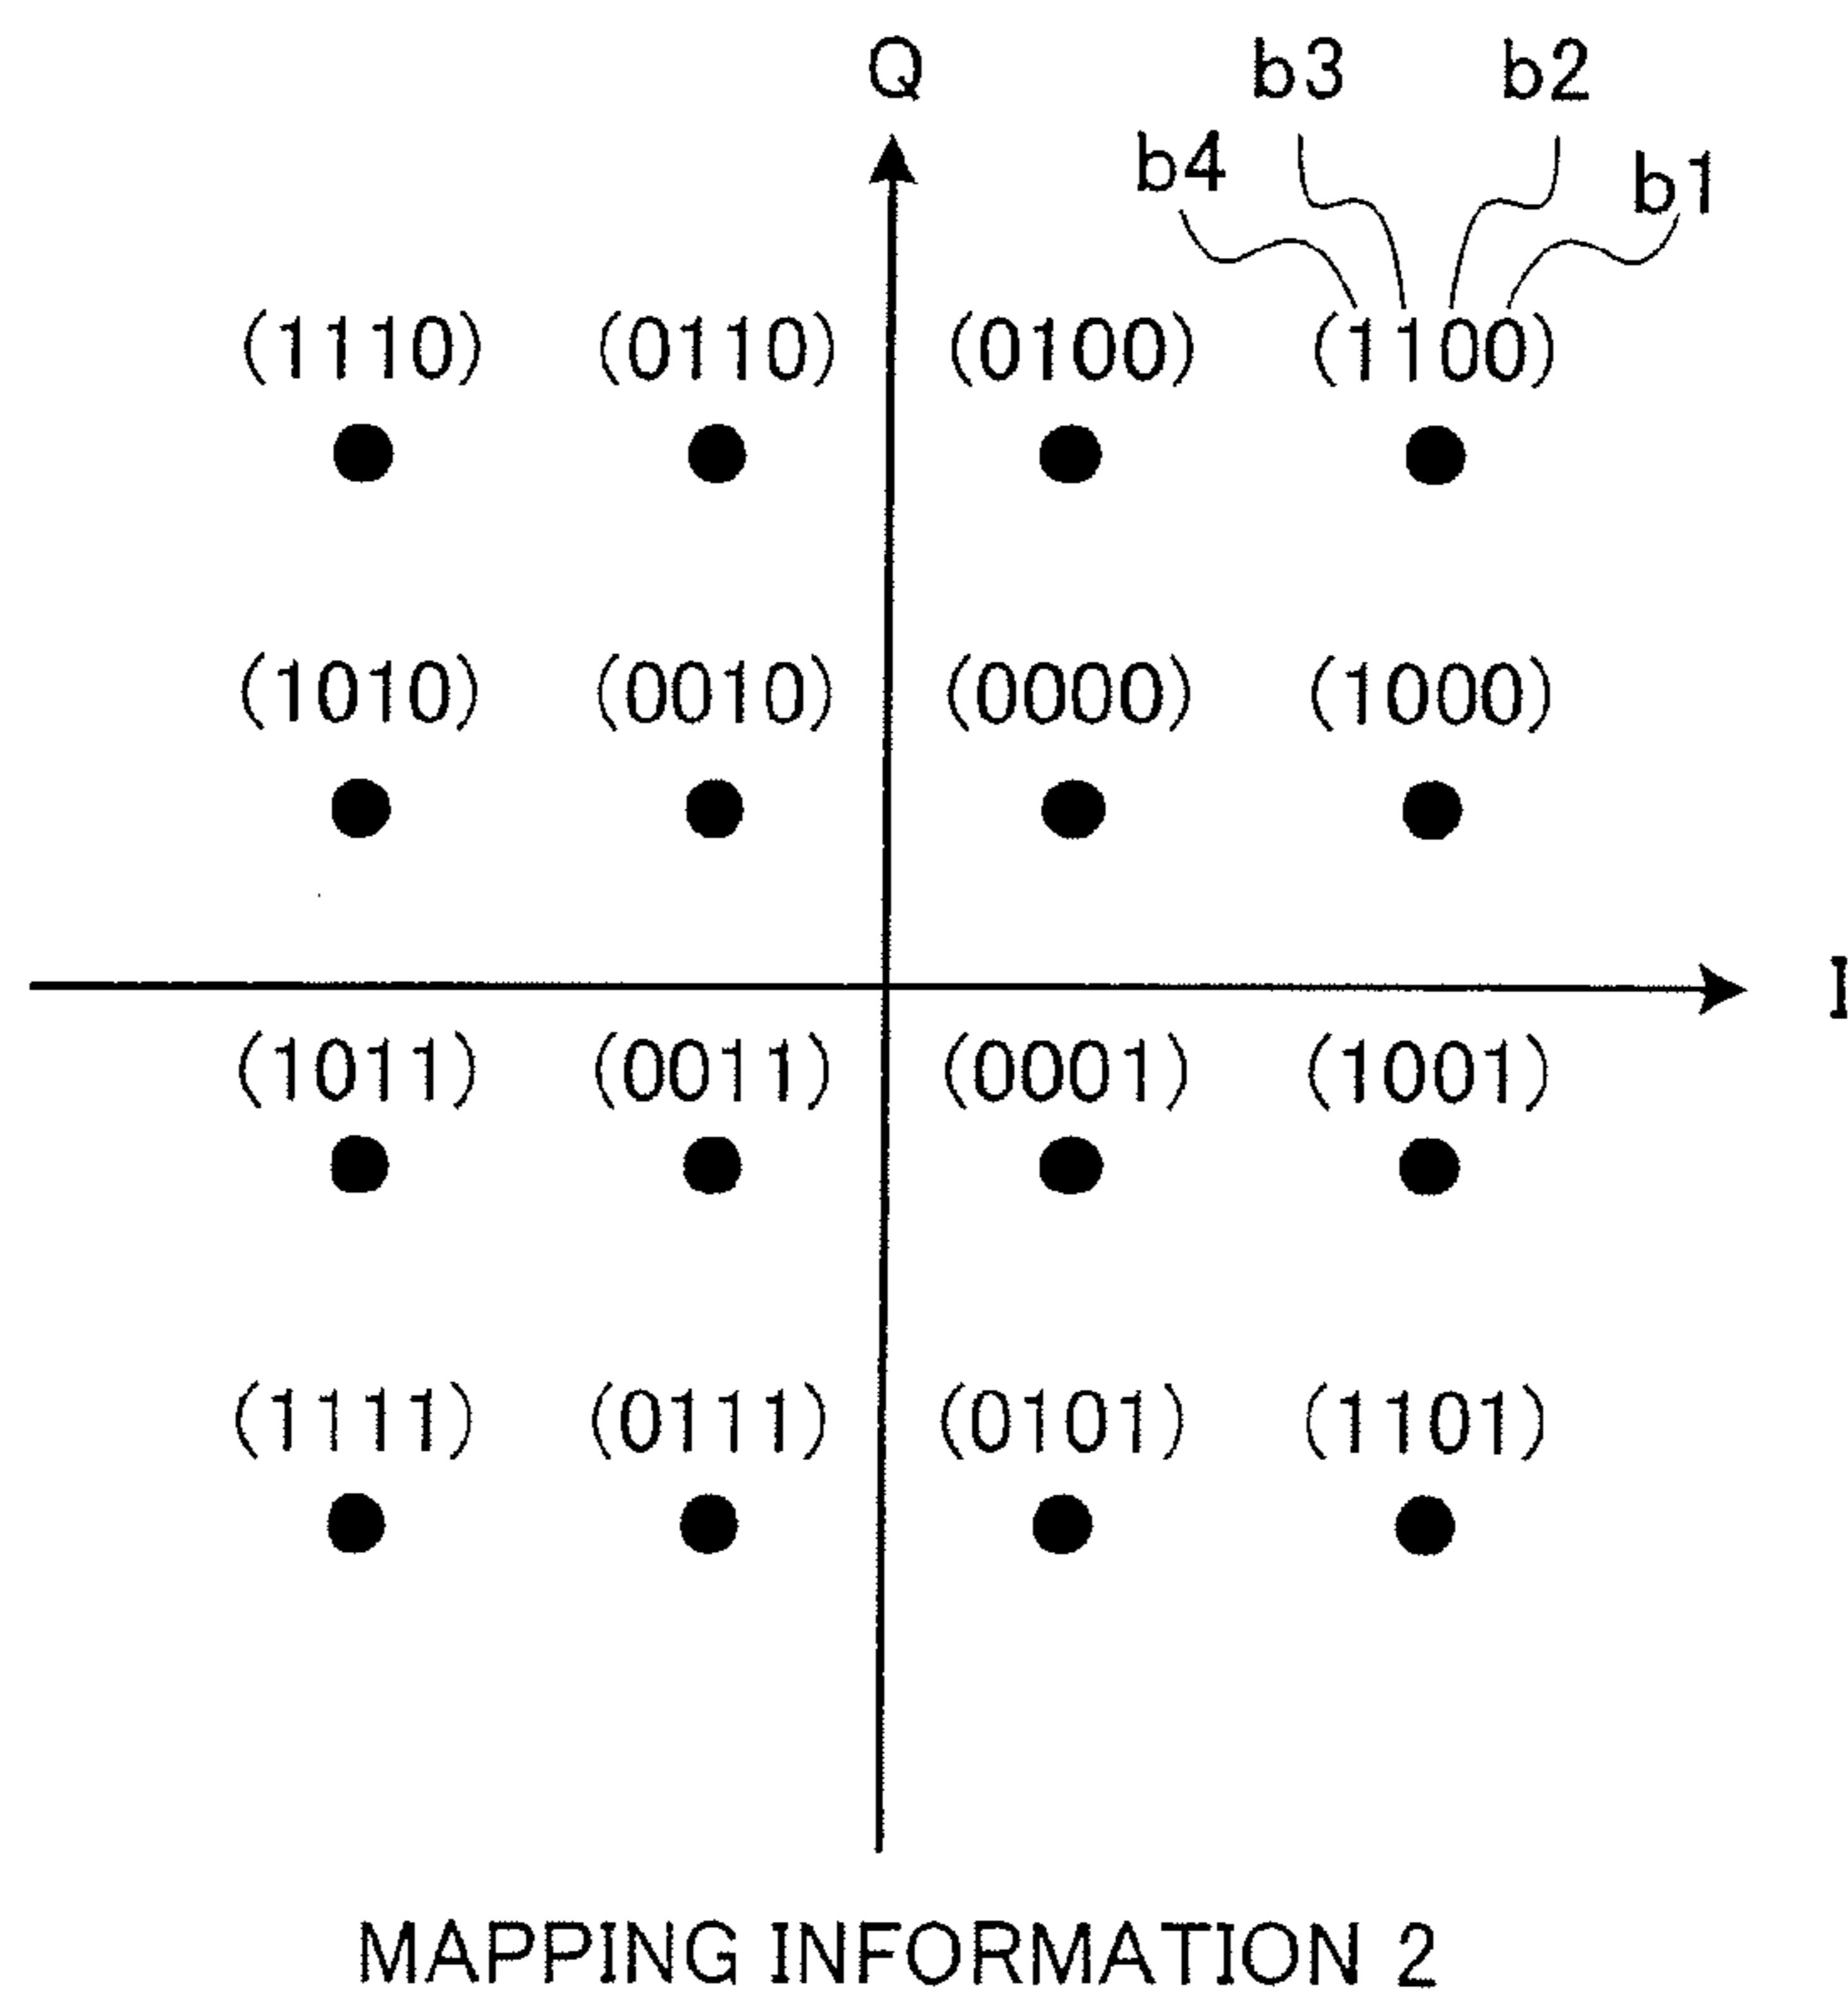 Q b3 b2
b4 b1
(1110) (0110) (0100) (1100)
(1010) (0010) (0000) (1000)
I
(1011) (0011) (0001) (1001)
(1111) (0111) (0101) (1101)
MAPPING INFORMATION 2